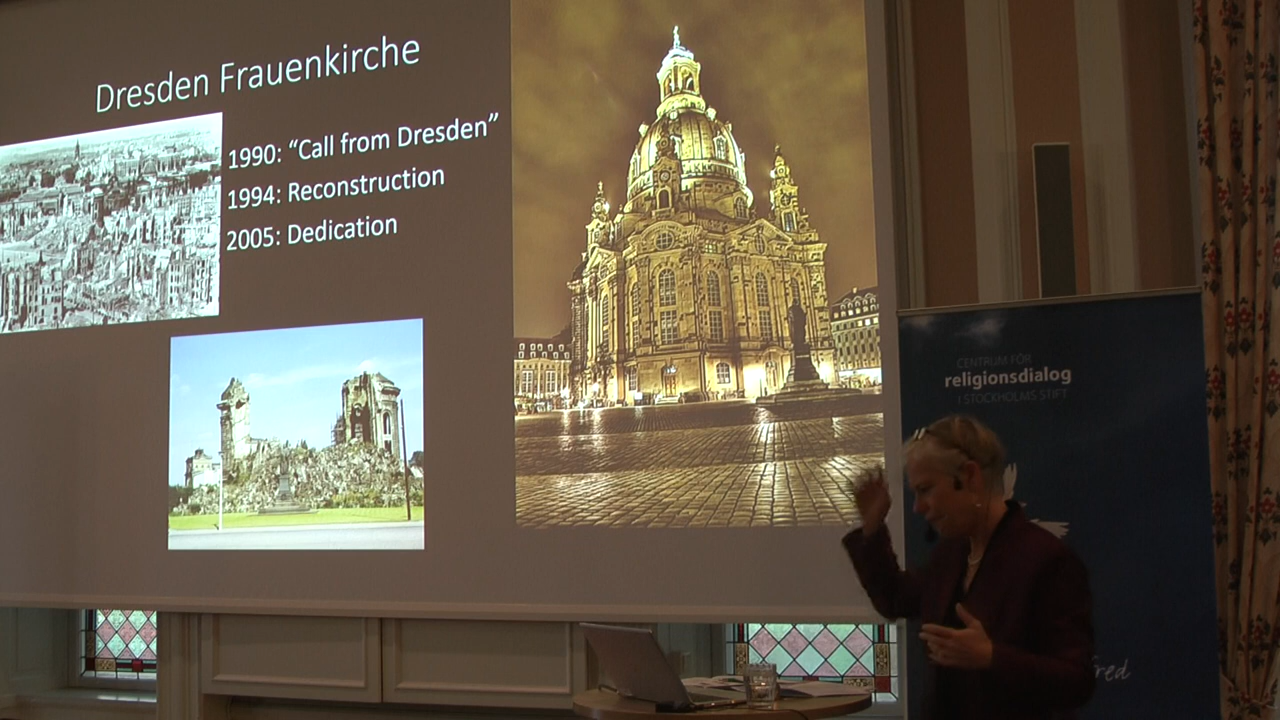 Dresden Frauenkirche
1990: “Call from Dresden”
1994: Reconstruction
2005: Dedication
CENTRUM FÖR
religionsdialog
I STOCKHOLMS STIFT